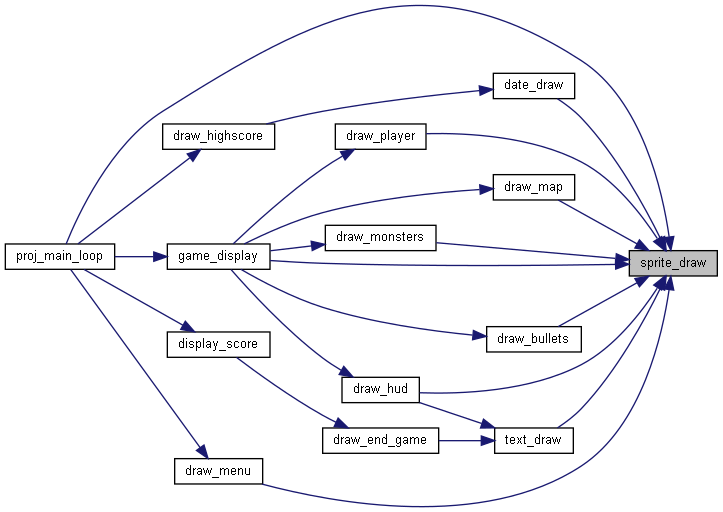 date_draw
draw_highscore
draw_player
draw_map
draw_monsters
proj_main_loop
game_display
sprite_draw
draw_bullets
display_score
draw_hud
draw_end_game
text_draw
draw_menu